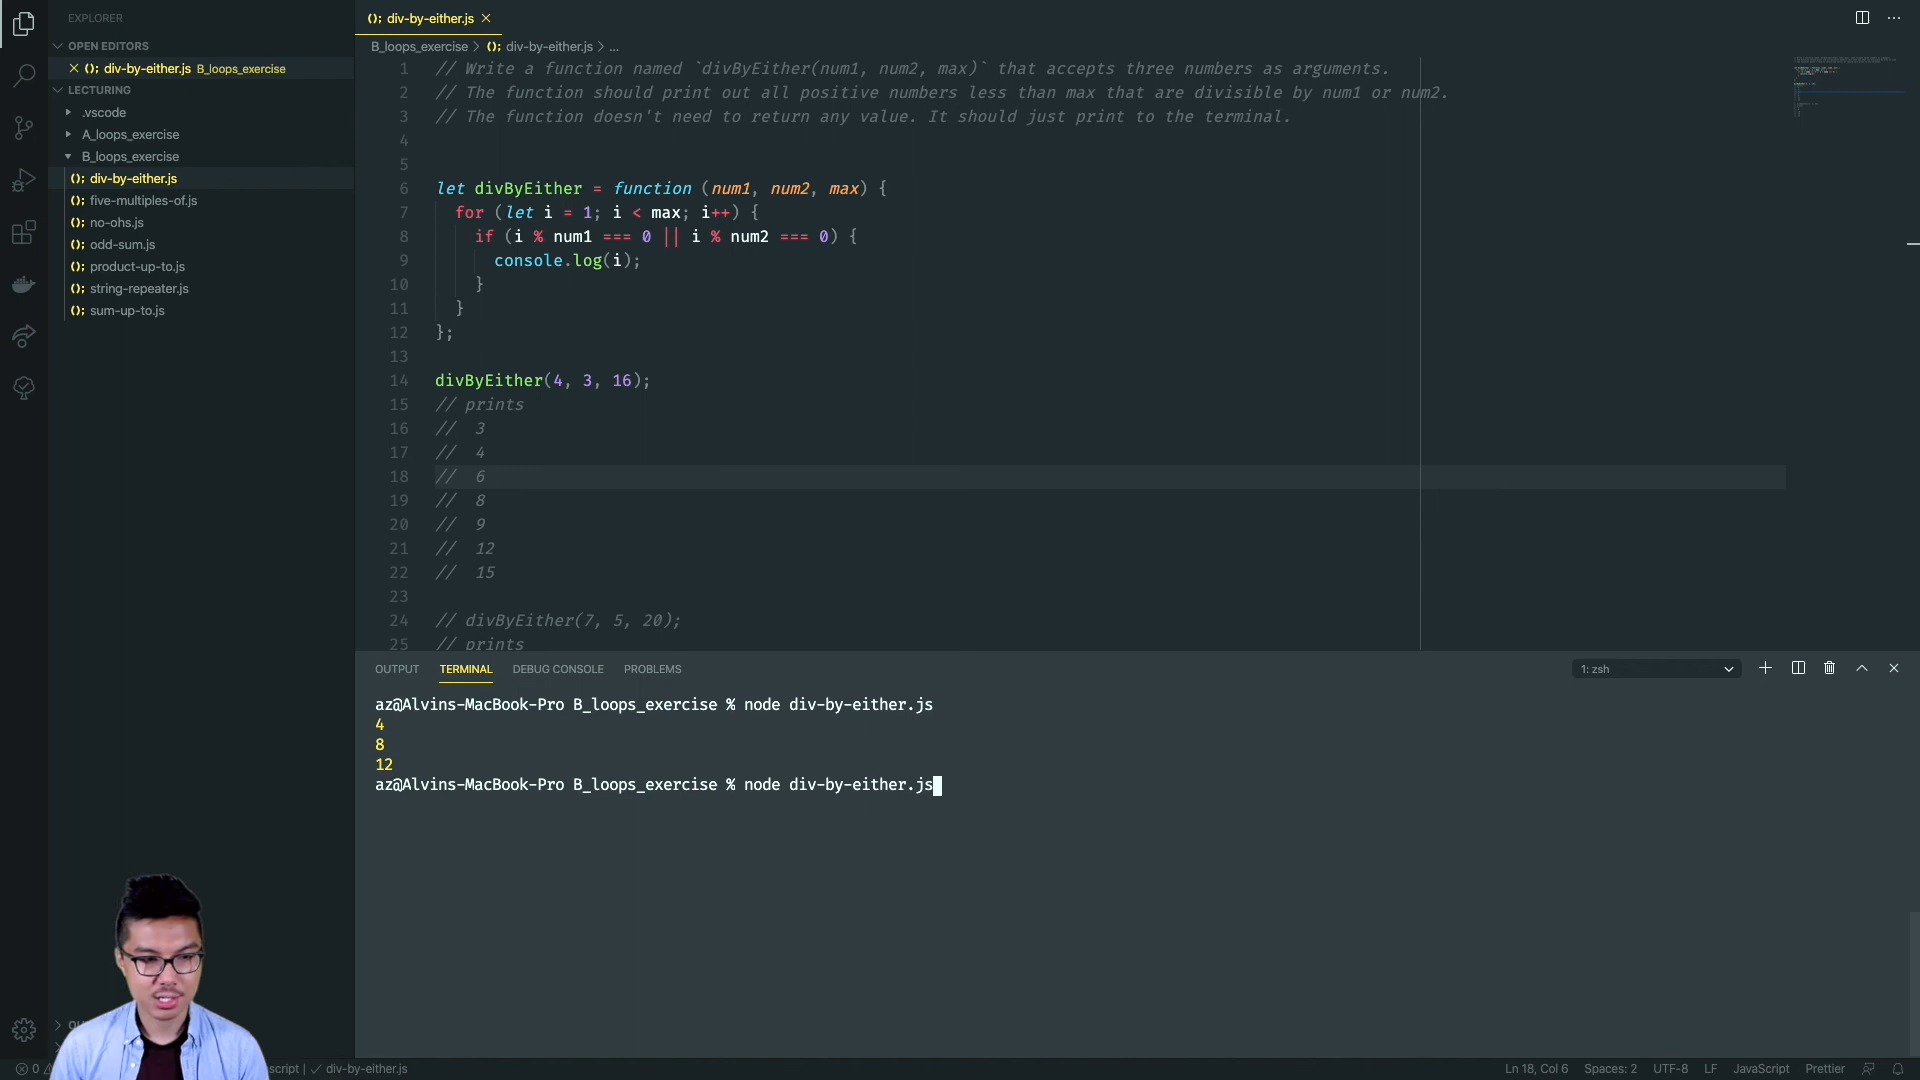 EXPLORER
OPEN EDITORS
(); div-by-either.js B_loops_exercise
LECTURING
.vscode
A_loops_exercise
B_loops_exercise
(); div-by-either.js
(); five-multiples-of.js
(); no-ohs.js
(); odd-sum.js
(); product-up-to.js
(); string-repeater.js
(); sum-up-to.js
(); div-by-either.js
B_loops_exercise > (); div-by-either.js > ...
1 // Write a function named `divByEither(num1, num2, max)` that accepts three numbers as arguments.
2 // The function should print out all positive numbers less than max that are divisible by num1 or num2.
3 // The function doesn't need to return any value. It should just print to the terminal.
4
5
6 let divByEither = function (num1, num2, max) {
7 for (let i = 1; i < max; i++) {
8 if (i % num1 === 0 || i % num2 === 0) {
9 console.log(i);
10 }
11 }
12 };
13
14 divByEither(4, 3, 16);
15 // prints
16 // 3
17 // 4
18 // 6
19 // 8
20 // 9
21 // 12
22 // 15
23
24 // divByEither(7, 5, 20);
25 // prints
OUTPUT TERMINAL DEBUG CONSOLE PROBLEMS
1: zsh
az@Alvins-MacBook-Pro B_loops_exercise % node div-by-either.js
4
8
12
az@Alvins-MacBook-Pro B_loops_exercise % node div-by-either.js
0
script | ✓ div-by-either.js
Ln 18, Col 6 Spaces: 2 UTF-8 LF JavaScript Prettier